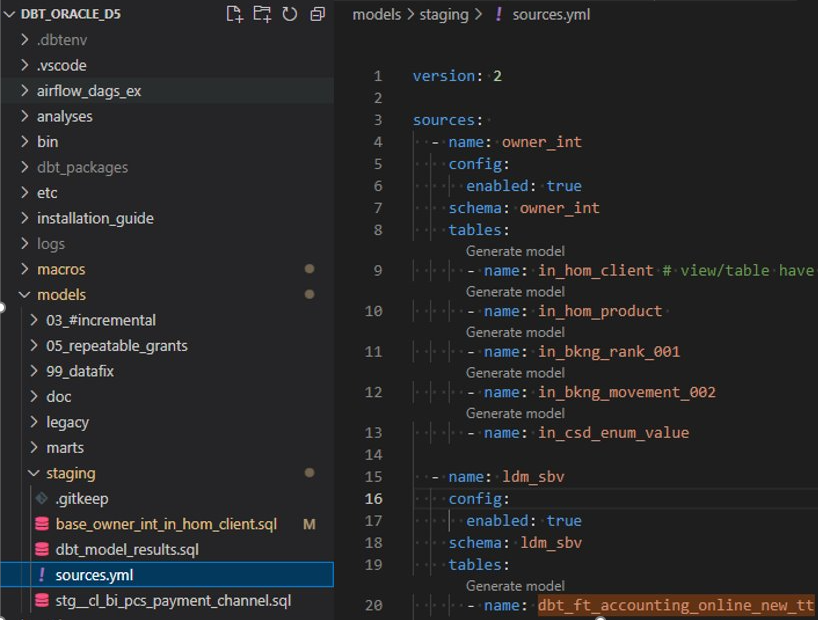 DBT_ORACLE_D5
.dbtenv
.vscode
airflow_dags_ex
analyses
bin
dbt_packages
etc
installation_guide
logs
macros
models
03_#incremental
05_repeatable_grants
99_datafix
doc
legacy
marts
staging
.gitkeep
base_owner_int_in_hom_client.sql M
dbt_model_results.sql
! sources.yml
stg__cl_bi_pcs_payment_channel.sql
models > staging > ! sources.yml
1 version: 2
2
3 sources:
4 - name: owner_int
5 config:
6 enabled: true
7 schema: owner_int
8 tables:
Generate model
9 - name: in_hom_client # view/table have
Generate model
10 - name: in_hom_product
Generate model
11 - name: in_bkng_rank_001
Generate model
12 - name: in_bkng_movement_002
Generate model
13 - name: in_csd_enum_value
14
15 - name: ldm_sbv
16 config:
17 enabled: true
18 schema: ldm_sbv
19 tables:
Generate model
20 - name: dbt_ft_accounting_online_new_tt